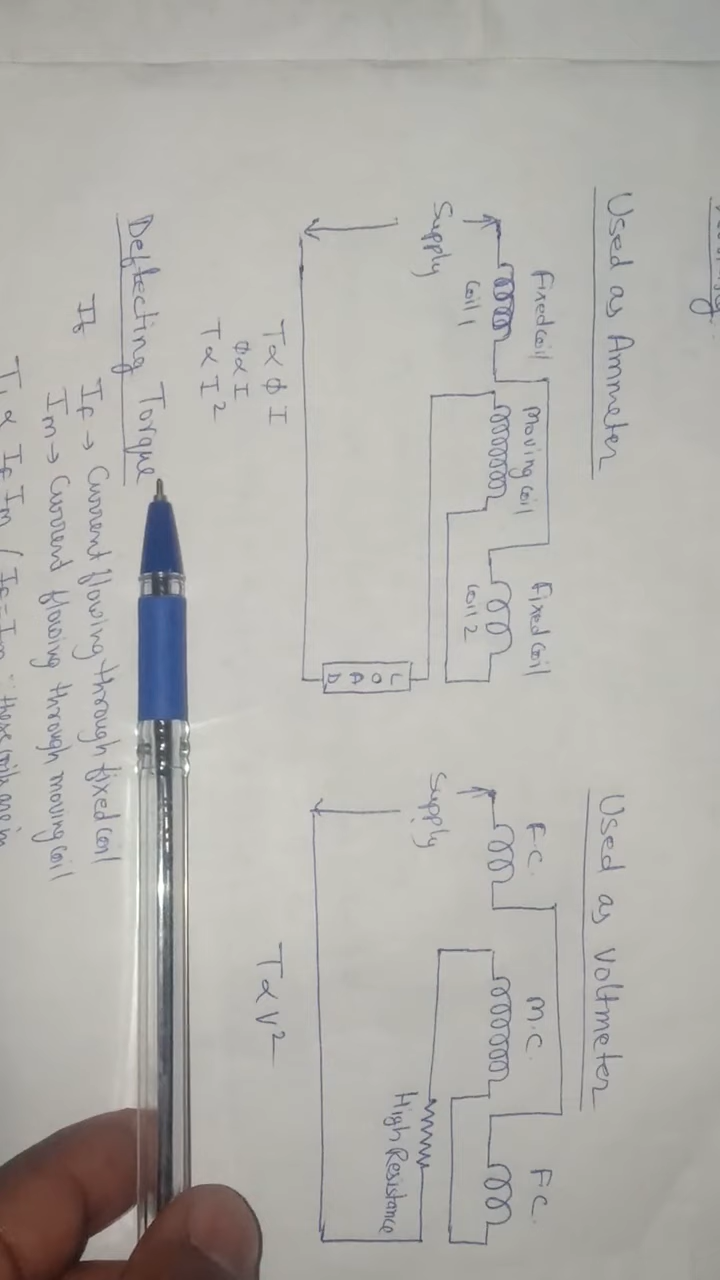 Used as Ammeter
Fixed coil
Moving coil
Fixed coil
coil 1
coil 2
Supply
LOAD
T∝ϕI
ϕ∝I
T∝I²
Used as Voltmeter
F.C.
M.C.
F.C.
Supply
High Resistance
T∝V²
Deflecting Torque
If If → Current flowing through fixed coil
Im → Current flowing through moving coil